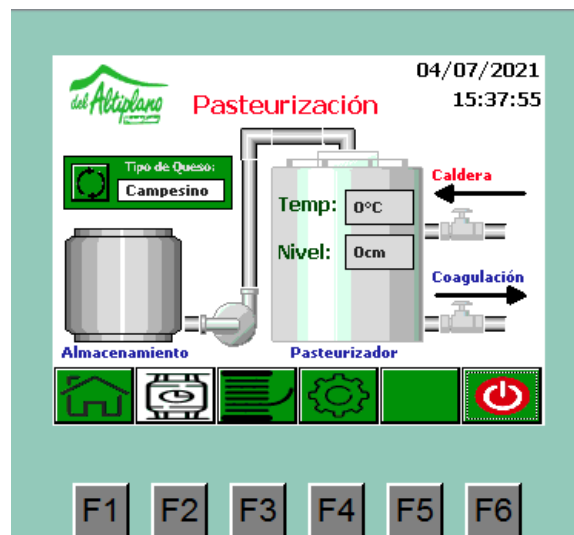 04/07/2021
15:37:55
del Altiplano
Pasteurización
Tipo de Queso:
Campesino
Caldera
Temp: 0°C
Nivel: 0cm
Coagulación
Almacenamiento
Pasteurizador
F1 F2 F3 F4 F5 F6